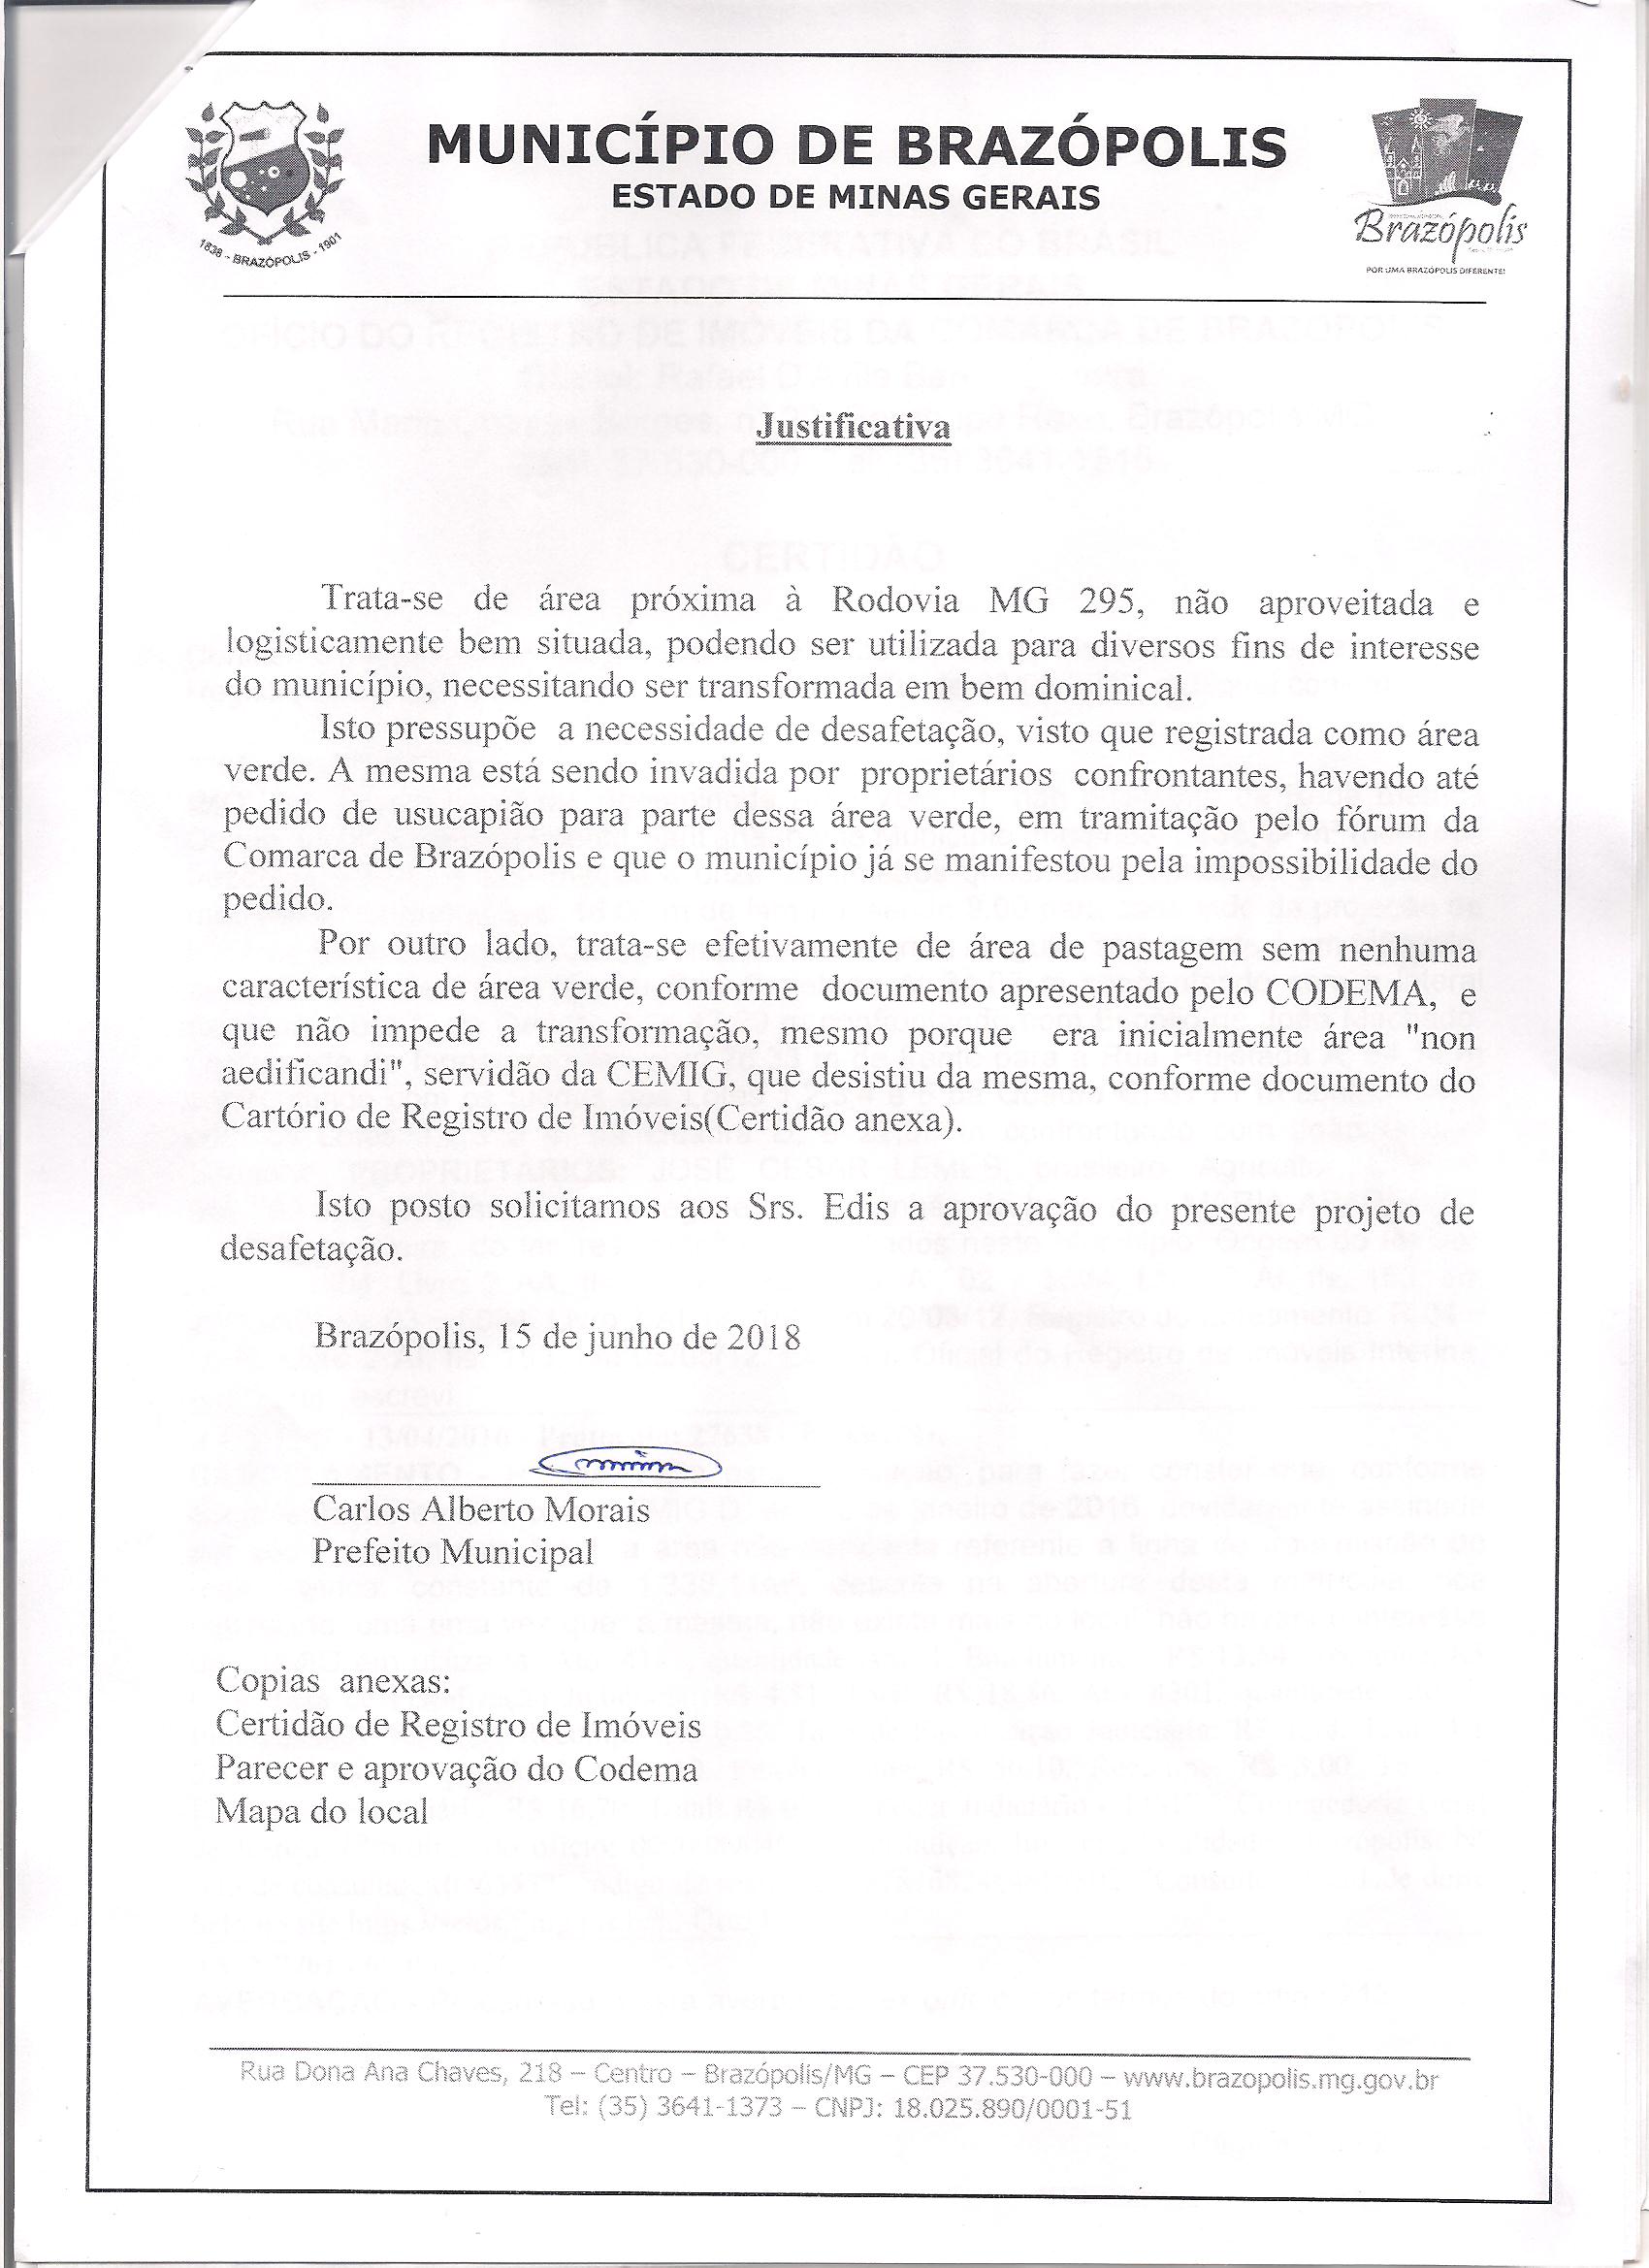 MUNICÍPIO DE BRAZÓPOLIS
ESTADO DE MINAS GERAIS
1838 - BRAZÓPOLIS - 1901
Brazópolis
POR UMA BRAZÓPOLIS DIFERENTE!
Justificativa
Trata-se de área próxima à Rodovia MG 295, não aproveitada e
logisticamente bem situada, podendo ser utilizada para diversos fins de interesse
do município, necessitando ser transformada em bem dominical.
Isto pressupõe a necessidade de desafetação, visto que registrada como área
verde. A mesma está sendo invadida por proprietários confrontantes, havendo até
pedido de usucapião para parte dessa área verde, em tramitação pelo fórum da
Comarca de Brazópolis e que o município já se manifestou pela impossibilidade do
pedido.
Por outro lado, trata-se efetivamente de área de pastagem sem nenhuma
característica de área verde, conforme documento apresentado pelo CODEMA, e
que não impede a transformação, mesmo porque era inicialmente área "non
aedificandi", servidão da CEMIG, que desistiu da mesma, conforme documento do
Cartório de Registro de Imóveis(Certidão anexa).
Isto posto solicitamos aos Srs. Edis a aprovação do presente projeto de
desafetação.
Brazópolis, 15 de junho de 2018
Carlos Alberto Morais
Prefeito Municipal
Copias anexas:
Certidão de Registro de Imóveis
Parecer e aprovação do Codema
Mapa do local
Rua Dona Ana Chaves, 218 – Centro – Brazópolis/MG – CEP 37.530-000 – www.brazopolis.mg.gov.br
Tel: (35) 3641-1373 – CNPJ: 18.025.890/0001-51